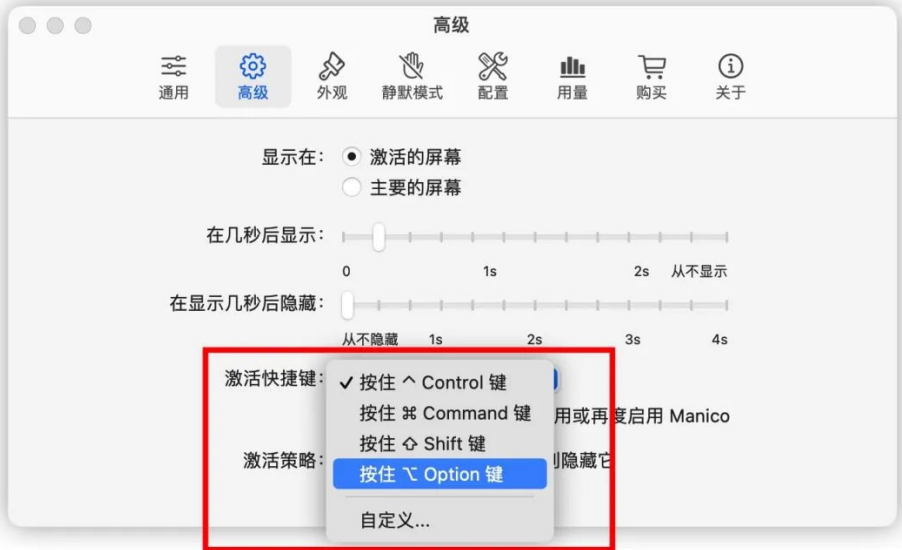 高级
通用 高级 外观 静默模式 配置 用量 购买 关于
显示在： 激活的屏幕
主要的屏幕
在几秒后显示：
0 1s 2s 从不显示
在显示几秒后隐藏：
从不隐藏 1s 2s 3s 4s
激活快捷键： ✓ 按住 ^ Control 键
按住 ⌘ Command 键
用或再度启用 Manico
按住 ⇧ Shift 键
激活策略： 按住 ⌥ Option 键 隐藏它
自定义...